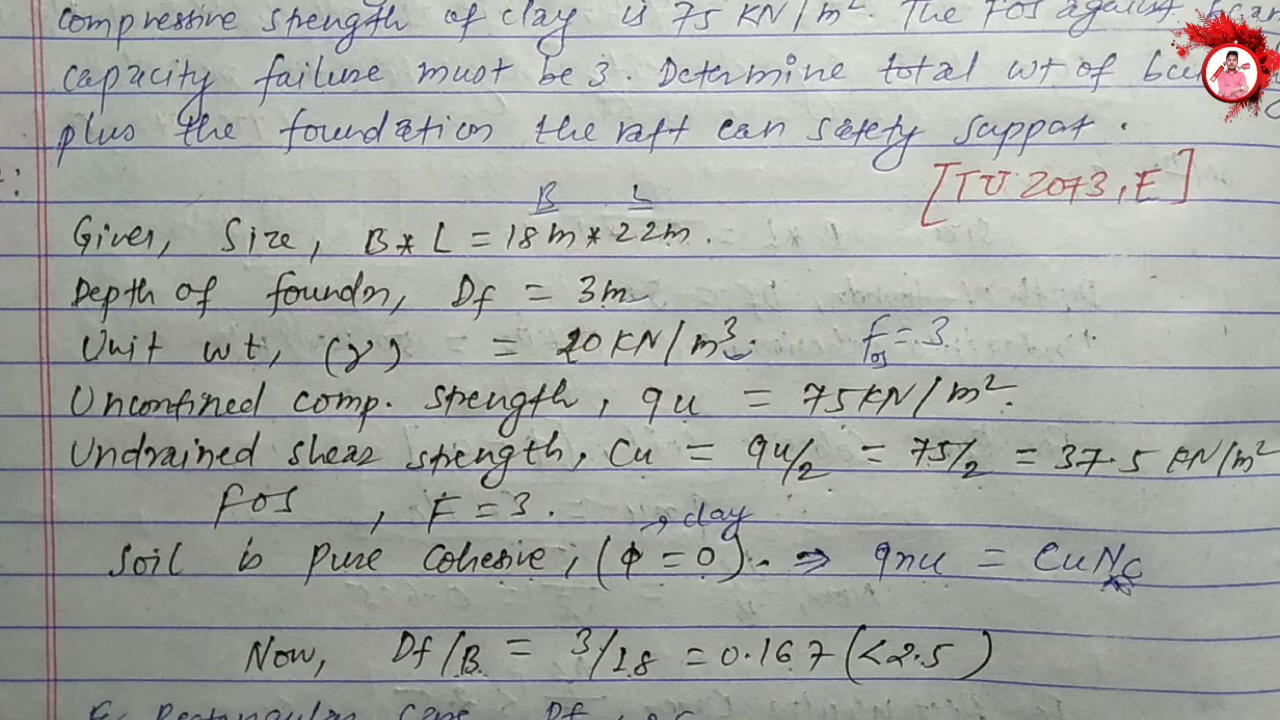 compressive strength of clay is 75 KN/m². The FOS against
capacity failure must be 3. Determine total wt of
plus the foundation the raft can safety support.
[TU 2073, E]
B L
Given, Size, B*L = 18m * 22m.
Depth of foundn, Df = 3m
Unit wt, (γ) = 20 KN/m³. fos = 3
Unconfined comp. strength, qu = 75 KN/m².
Undrained shear strength, Cu = qu/2 = 75/2 = 37.5 KN/m²
FOS, F = 3.
→ clay
Soil is pure cohesive, (φ = 0). ⇒ qnu = CuNc
Now, Df/B = 3/18 = 0.167 (<2.5)
Rectangular